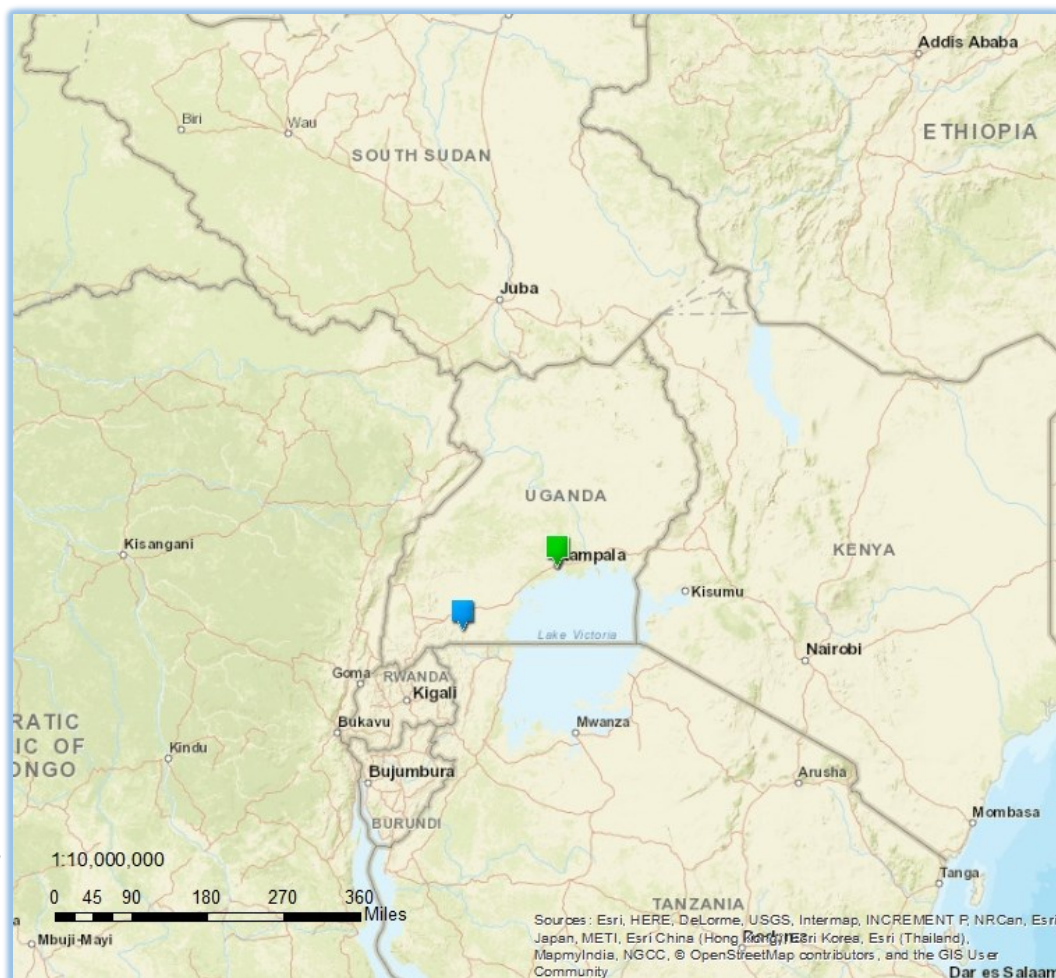 Addis Ababa
Biri
Wau
ETHIOPIA
SOUTH SUDAN
Juba
UGANDA
Kisangani
ampala
KENYA
Kisumu
Lake Victoria
Nairobi
Goma
RWANDA
Kigali
RATIC
IC OF
ONGO
Bukavu
Mwanza
Kindu
Bujumbura
Arusha
BURUNDI
Mombasa
1:10,000,000
0 45 90 180 270 360
Miles
Tanga
TANZANIA
a
Mbuji-Mayi
Sources: Esri, HERE, DeLorme, USGS, Intermap, INCREMENT P, NRCan, Esri
Japan, METI, Esri China (Hong Kong), Esri Korea, Esri (Thailand),
MapmyIndia, NGCC, © OpenStreetMap contributors, and the GIS User
Community
Dar es Salaam